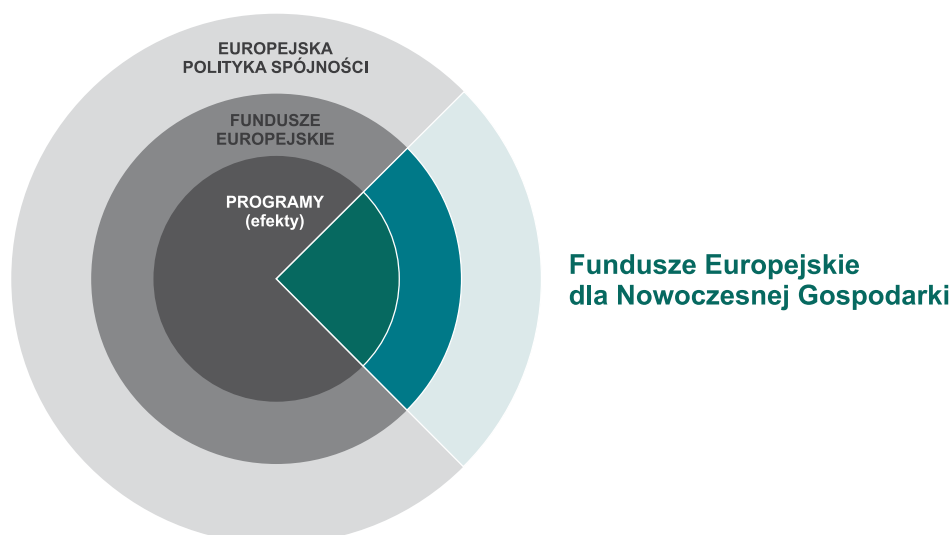 EUROPEJSKA
POLITYKA SPÓJNOŚCI
FUNDUSZE
EUROPEJSKIE
PROGRAMY
(efekty)
Fundusze Europejskie
dla Nowoczesnej Gospodarki